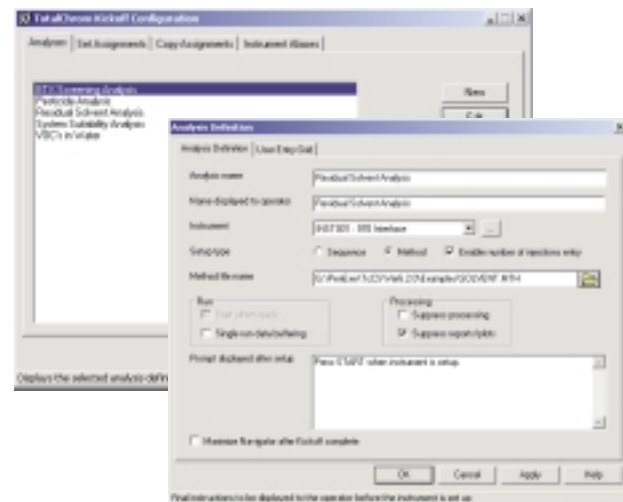 TotalChrom Kickoff Configuration
Analyses
Set Assignments
Copy Assignments
Instrument Aliases
BTX Screening Analysis
Pesticide Analysis
Residual Solvent Analysis
System Suitability Analysis
VOC's in Water
New
Edit
Displays the selected analysis defin
Analysis Definition
Analysis Definition
User Entry Grid
Analysis name
Residual Solvent Analysis
Name displayed to operator
Residual Solvent Analysis
Instrument
Interface
...
Setup type
Sequence
Method
Enable number of injections entry
Method file name
Run
Start when ready
Single run data buffering
Processing
Suppress processing
Suppress reports/plots
Prompt displayed after setup
Press START when instrument is setup.
Minimize Navigator after Kickoff complete
OK
Cancel
Apply
Help
Final instructions to be displayed to the operator before the instrument is set up